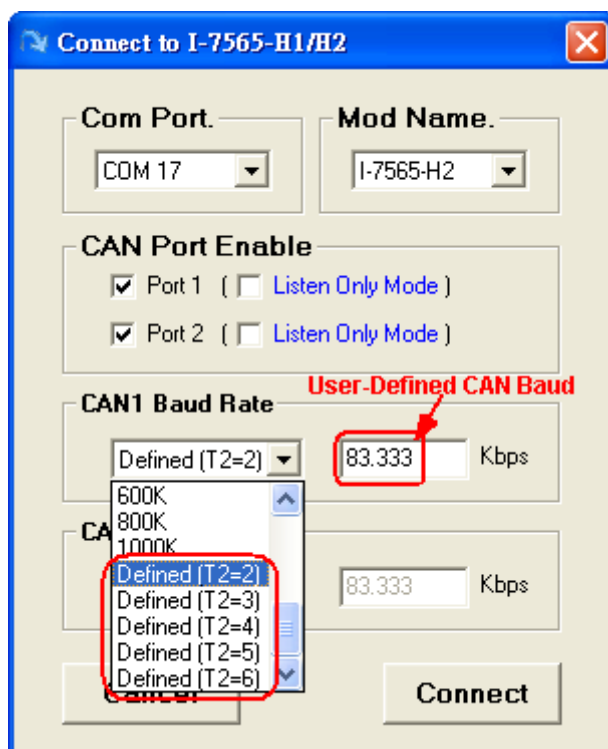 Connect to I-7565-H1/H2
Com Port.
Mod Name.
COM 17
I-7565-H2
CAN Port Enable
Port 1 ( Listen Only Mode )
Port 2 ( Listen Only Mode )
User-Defined CAN Baud
CAN1 Baud Rate
Defined (T2=2)
83.333
Kbps
600K
800K
1000K
Defined (T2=2)
Defined (T2=3)
Defined (T2=4)
Defined (T2=5)
Defined (T2=6)
CA
83.333
Kbps
Cancel
Connect